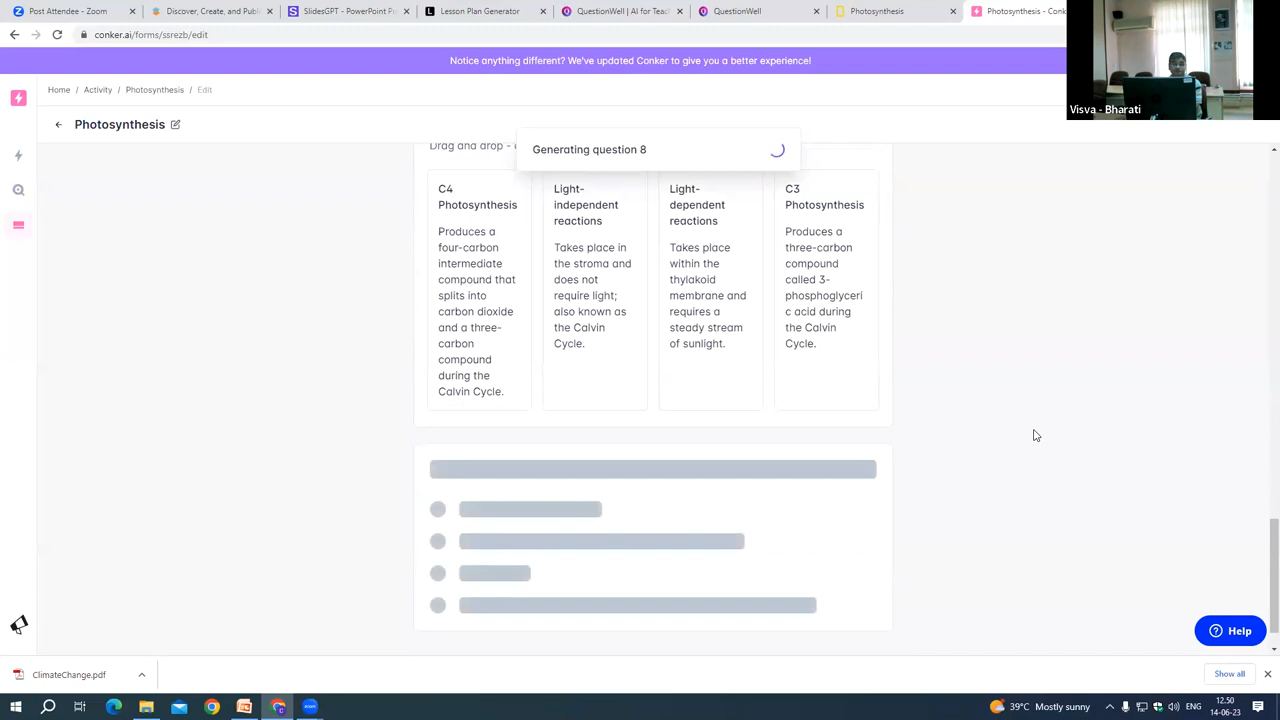 Post Attendee - Zoom
Discover, Create, and Publ
SlidesGPT - PowerPoint Pre
Lesson Plan Generator
QuestionWell | AI for Teac
QuestionWell
Photosynthesis
Photosynthesis - Conk
conker.ai/forms/ssrezb/edit
Notice anything different? We've updated Conker to give you a better experience!
Visva - Bharati
Home / Activity / Photosynthesis / Edit
Photosynthesis
Generating question 8
Drag and drop -
C4
Photosynthesis
Produces a
four-carbon
intermediate
compound that
splits into
carbon dioxide
and a three-
carbon
compound
during the
Calvin Cycle.
Light-
independent
reactions
Takes place in
the stroma and
does not
require light;
also known as
the Calvin
Cycle.
Light-
dependent
reactions
Takes place
within the
thylakoid
membrane and
requires a
steady stream
of sunlight.
C3
Photosynthesis
Produces a
three-carbon
compound
called 3-
phosphoglyceri
c acid during
the Calvin
Cycle.
Help
ClimateChange.pdf
Show all
39°C Mostly sunny
ENG
12.50
14-06-23